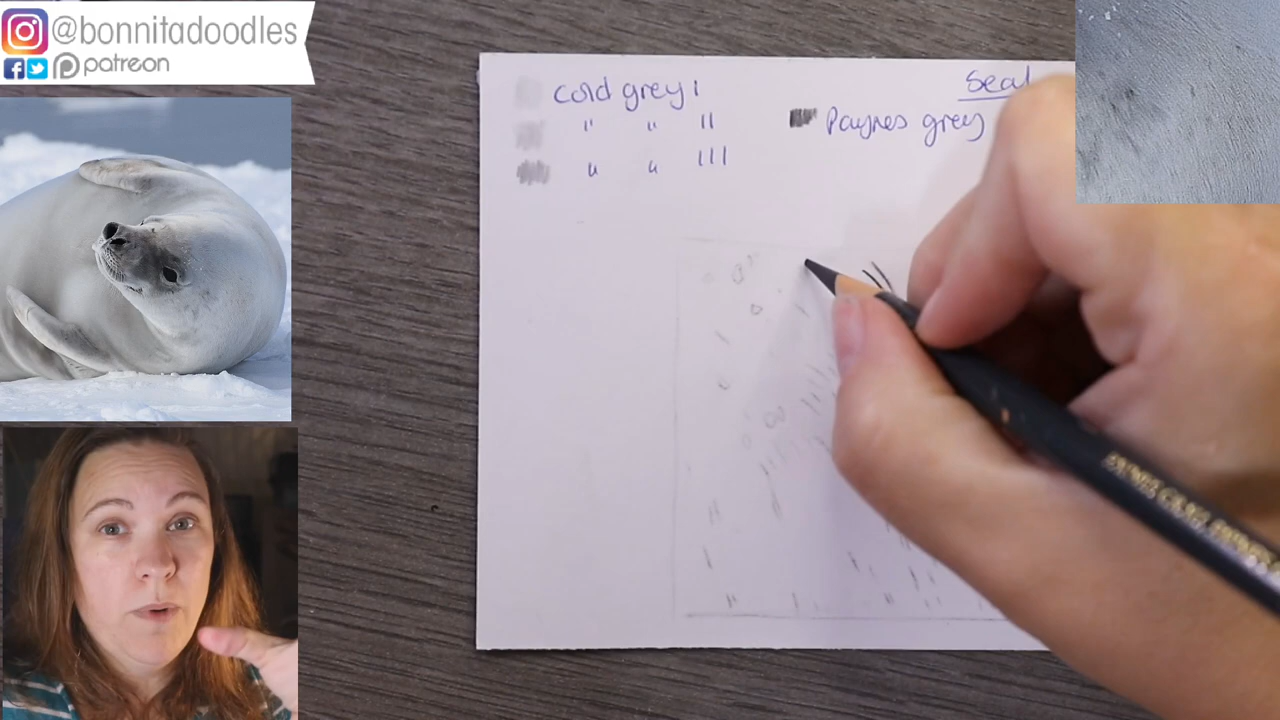 @bonnitadoodles
patreon
Cold grey I
" " II
" " III
Seal
Paynes grey